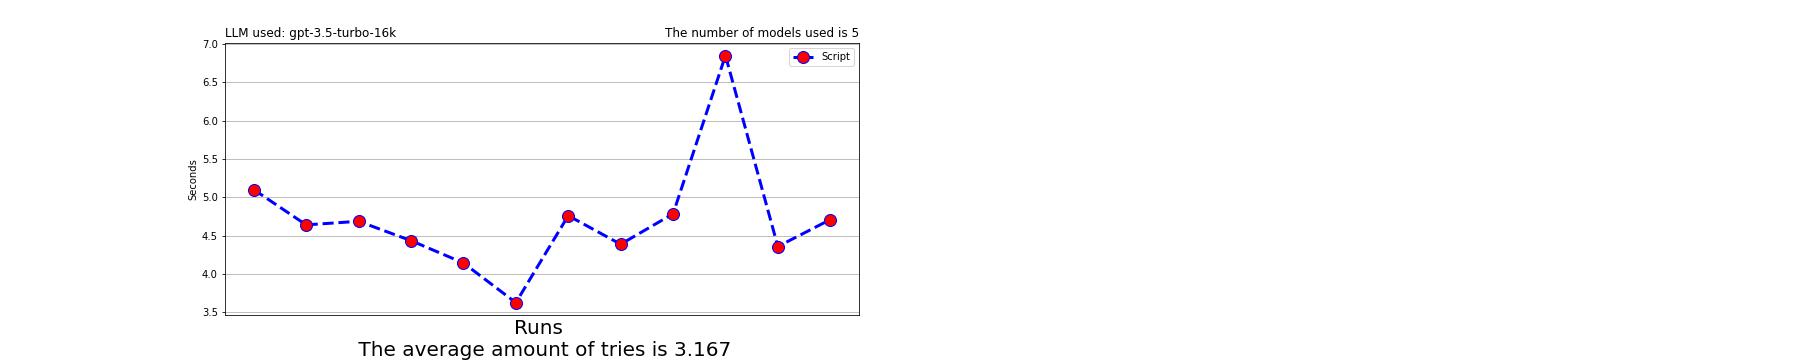 LLM used: gpt-3.5-turbo-16k
The number of models used is 5
7.0
6.5
6.0
5.5
5.0
4.5
4.0
3.5
Seconds
Script
Runs
The average amount of tries is 3.167